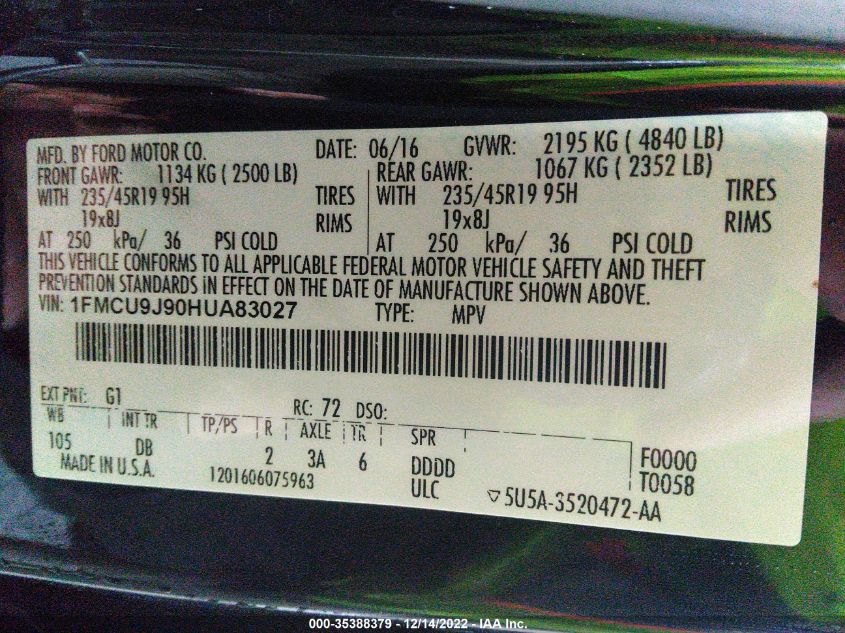 MFD. BY FORD MOTOR CO. DATE: 06/16 GVWR: 2195 KG ( 4840 LB)
FRONT GAWR: 1134 KG ( 2500 LB) REAR GAWR: 1067 KG ( 2352 LB)
WITH 235/45R19 95H TIRES WITH 235/45R19 95H TIRES
19x8J RIMS 19x8J RIMS
AT 250 kPa/ 36 PSI COLD AT 250 kPa/ 36 PSI COLD
THIS VEHICLE CONFORMS TO ALL APPLICABLE FEDERAL MOTOR VEHICLE SAFETY AND THEFT
PREVENTION STANDARDS IN EFFECT ON THE DATE OF MANUFACTURE SHOWN ABOVE.
VIN: 1FMCU9J90HUA83027 TYPE: MPV
EXT PNT: G1 RC: 72 DSO:
WB INT TR TP/PS R AXLE TR SPR
105 DB 2 3A 6 DDDD F0000
MADE IN U.S.A. 1201606075963 ULC T0058
5U5A-3520472-AA
000-35388379 - 12/14/2022 - IAA Inc.